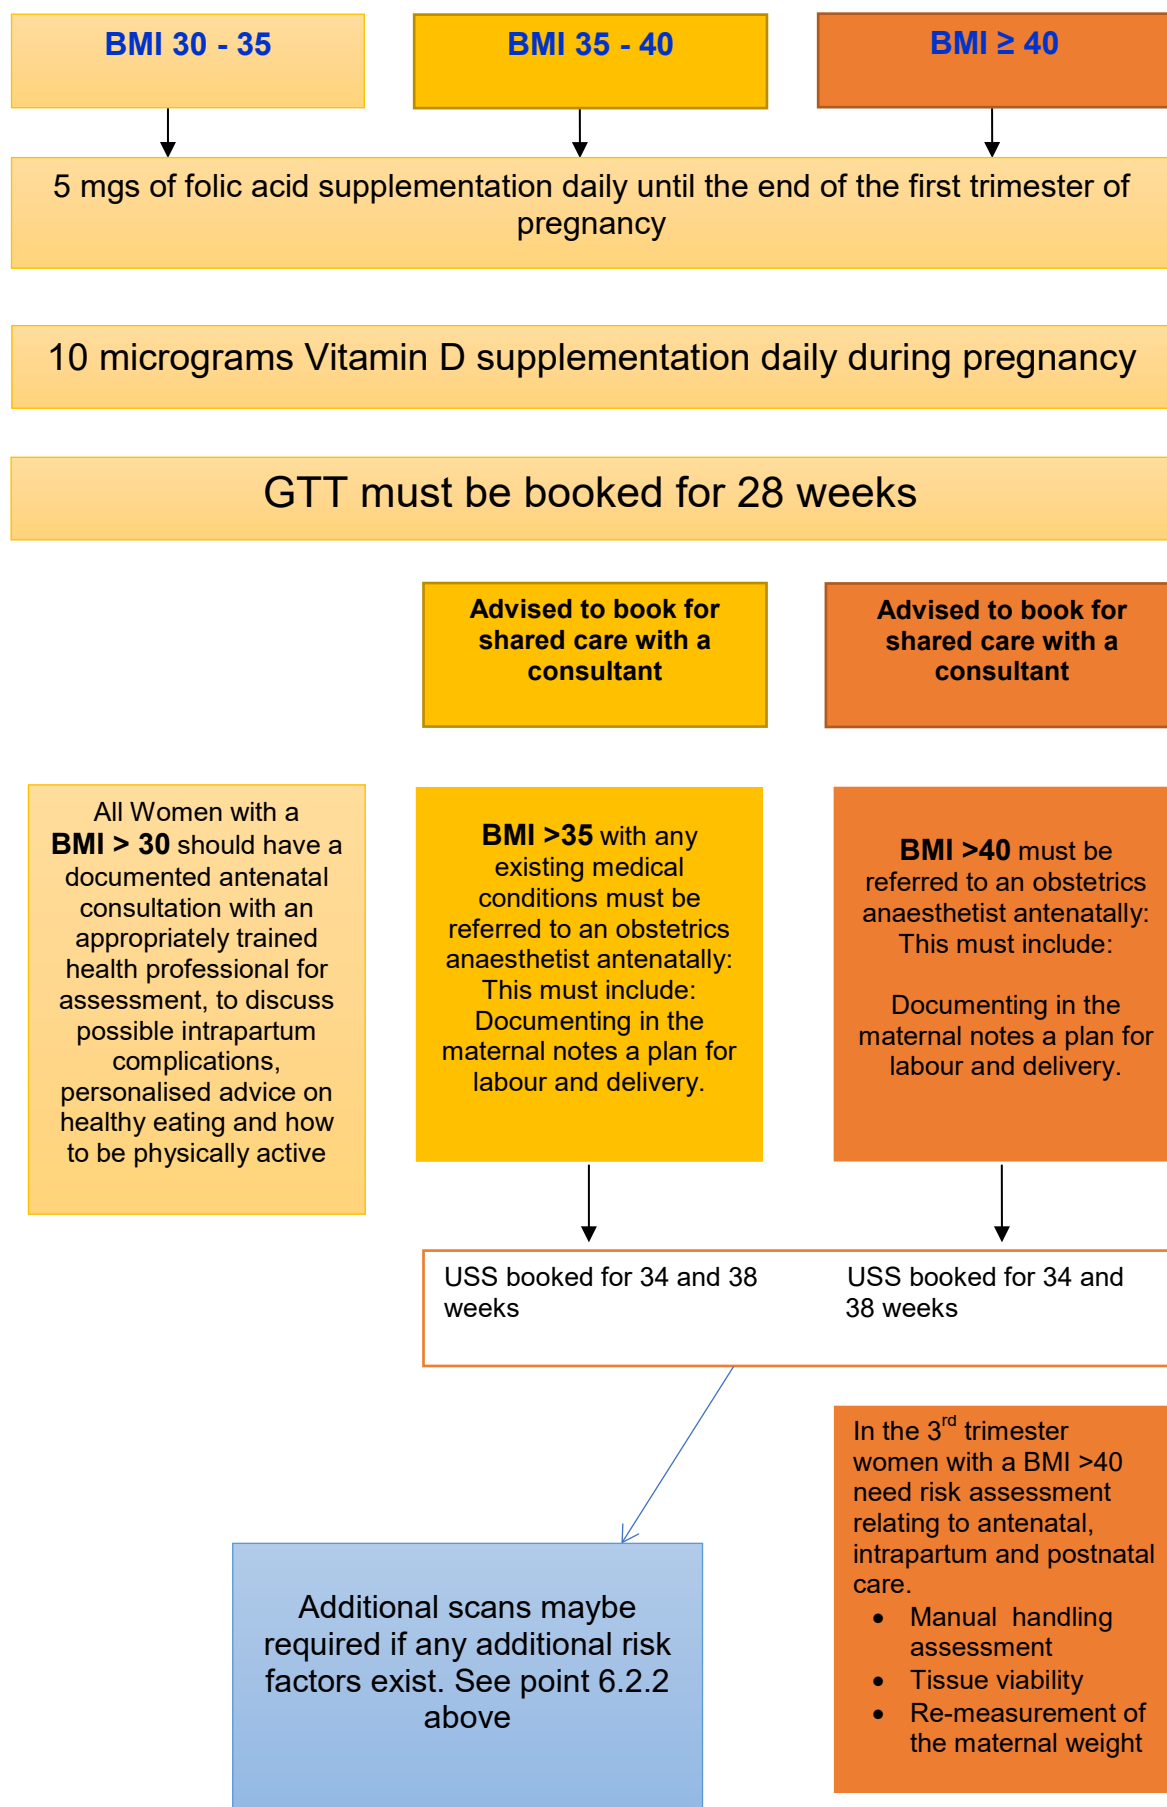 BMI 30 - 35
BMI 35 - 40
BMI ≥ 40
5 mgs of folic acid supplementation daily until the end of the first trimester of
pregnancy
10 micrograms Vitamin D supplementation daily during pregnancy
GTT must be booked for 28 weeks
Advised to book for
shared care with a
consultant
Advised to book for
shared care with a
consultant
All Women with a
BMI > 30 should have a
documented antenatal
consultation with an
appropriately trained
health professional for
assessment, to discuss
possible intrapartum
complications,
personalised advice on
healthy eating and how
to be physically active
BMI >35 with any
existing medical
conditions must be
referred to an obstetrics
anaesthetist antenatally:
This must include:
Documenting in the
maternal notes a plan for
labour and delivery.
BMI >40 must be
referred to an obstetrics
anaesthetist antenatally:
This must include:
Documenting in the
maternal notes a plan for
labour and delivery.
USS booked for 34 and 38
weeks
USS booked for 34 and
38 weeks
In the 3rd trimester
women with a BMI >40
need risk assessment
relating to antenatal,
intrapartum and postnatal
care.
• Manual handling
assessment
• Tissue viability
• Re-measurement of
the maternal weight
Additional scans maybe
required if any additional risk
factors exist. See point 6.2.2
above